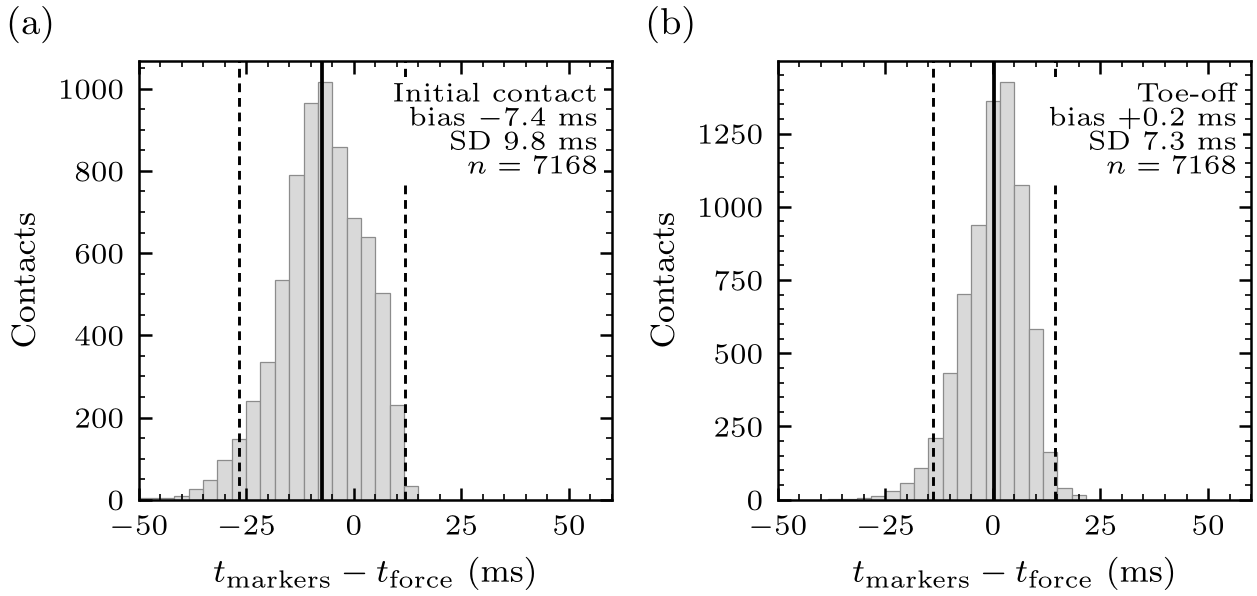 (a)
1000
800
600
400
200
0
Contacts
Initial contact
bias −7.4 ms
SD 9.8 ms
n = 7168
−50 −25 0 25 50
t_markers − t_force (ms)
(b)
1250
1000
750
500
250
0
Contacts
Toe-off
bias +0.2 ms
SD 7.3 ms
n = 7168
−50 −25 0 25 50
t_markers − t_force (ms)